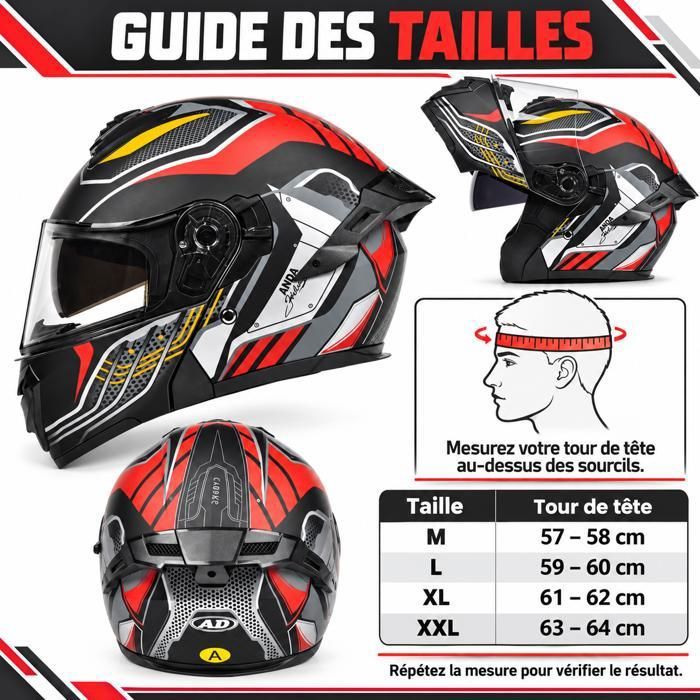 GUIDE DES TAILLES
ANDA
ANDA
Mesurez votre tour de tête
au-dessus des sourcils.
Taille Tour de tête
M 57 – 58 cm
L 59 – 60 cm
XL 61 – 62 cm
XXL 63 – 64 cm
AD
A
Répétez la mesure pour vérifier le résultat.